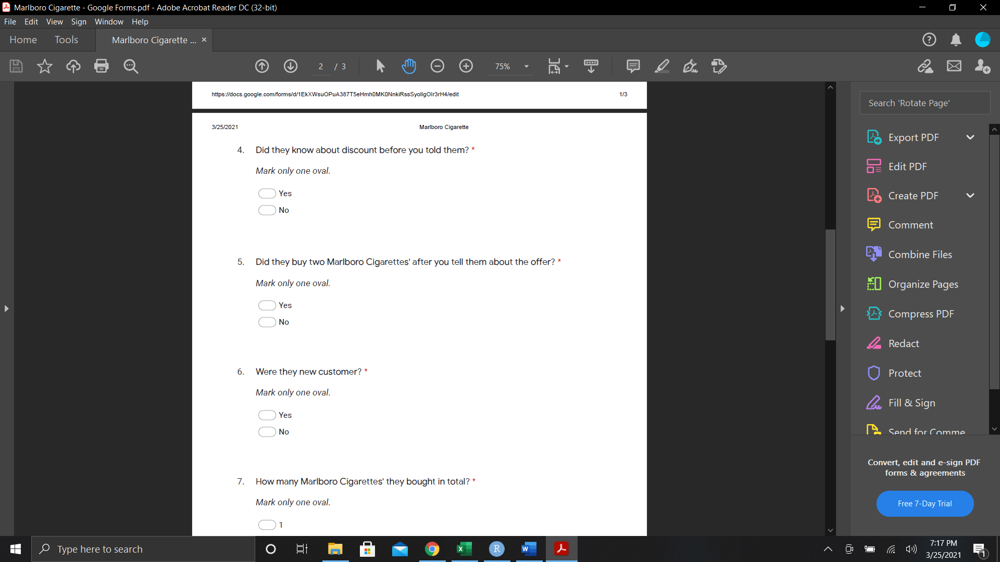 Marlboro Cigarette - Google Forms.pdf - Adobe Acrobat Reader DC (32-bit)
File Edit View Sign Window Help
Home Tools Marlboro Cigarette ... ×
2 / 3 75%
https://docs.google.com/forms/d/1EkXWsuOPuA387T5eHmh0MK0NnkiRssSyollgOIr3rH4/edit 1/3
3/25/2021 Marlboro Cigarette
4. Did they know about discount before you told them? *
Mark only one oval.
Yes
No
5. Did they buy two Marlboro Cigarettes' after you tell them about the offer? *
Mark only one oval.
Yes
No
6. Were they new customer? *
Mark only one oval.
Yes
No
7. How many Marlboro Cigarettes' they bought in total? *
Mark only one oval.
1
Search 'Rotate Page'
Export PDF
Edit PDF
Create PDF
Comment
Combine Files
Organize Pages
Compress PDF
Redact
Protect
Fill & Sign
Send for Comme
Convert, edit and e-sign PDF
forms & agreements
Free 7-Day Trial
Type here to search
7:17 PM
3/25/2021
1